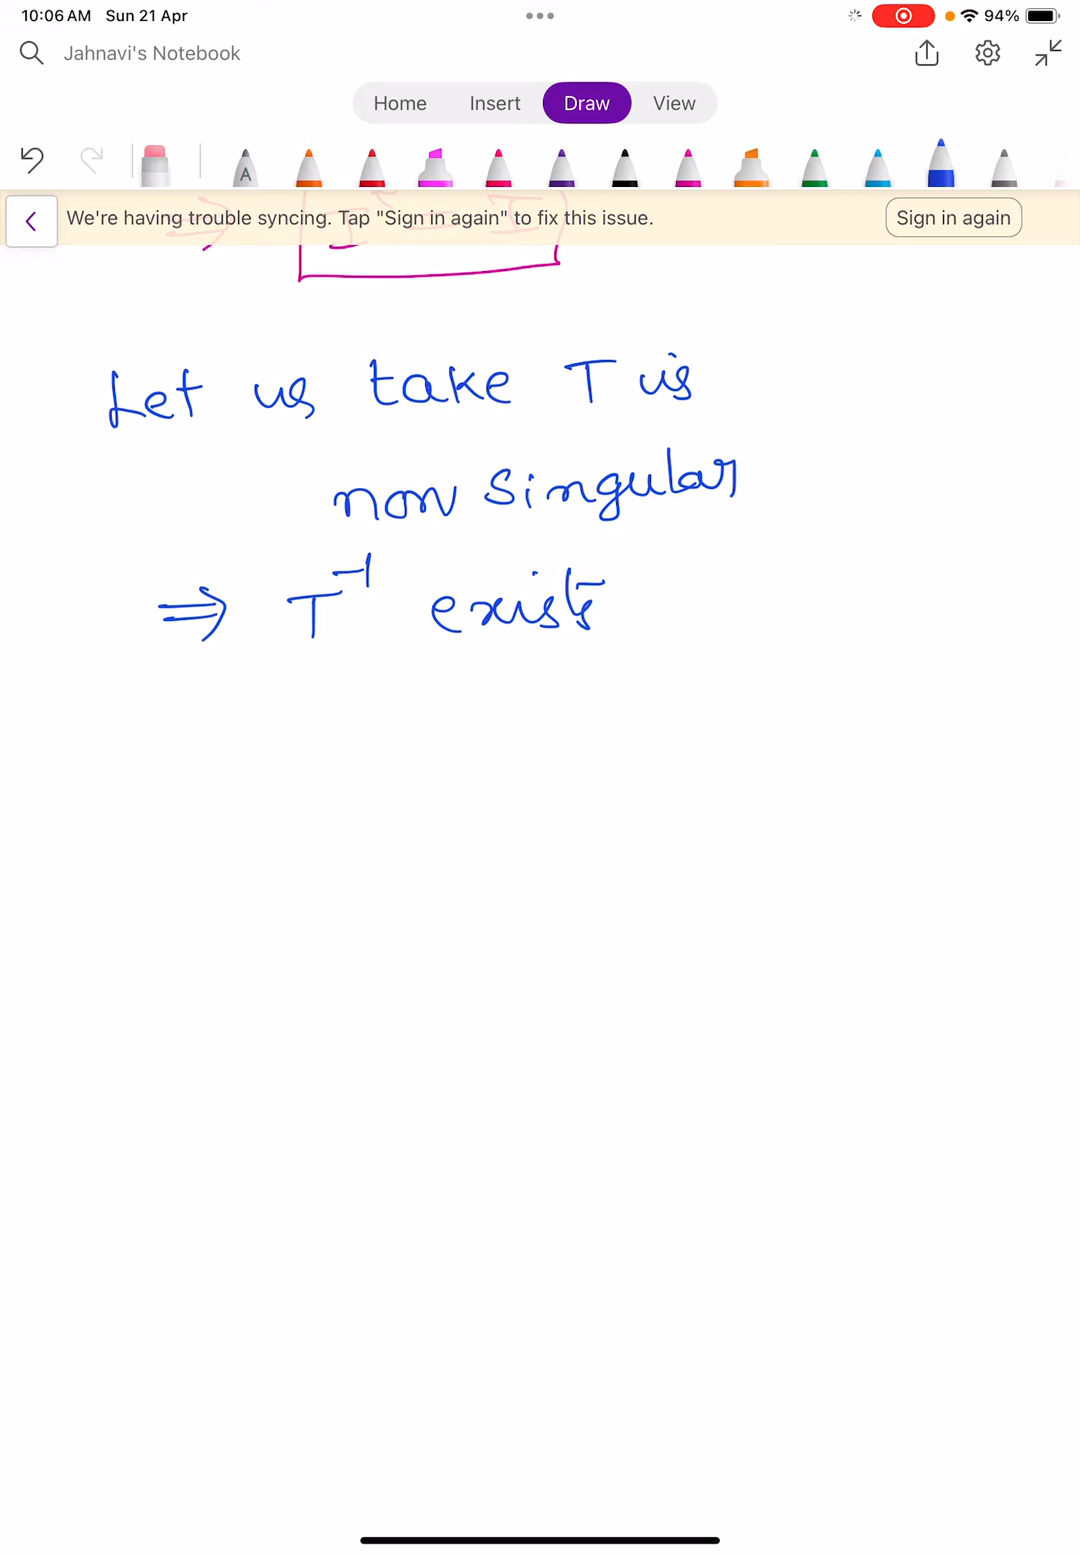 10:06 AM Sun 21 Apr
94%
Jahnavi's Notebook
Home Insert Draw View
A
We're having trouble syncing. Tap "Sign in again" to fix this issue.
Sign in again
Let us take T is
non singular
⇒ T⁻¹ exists